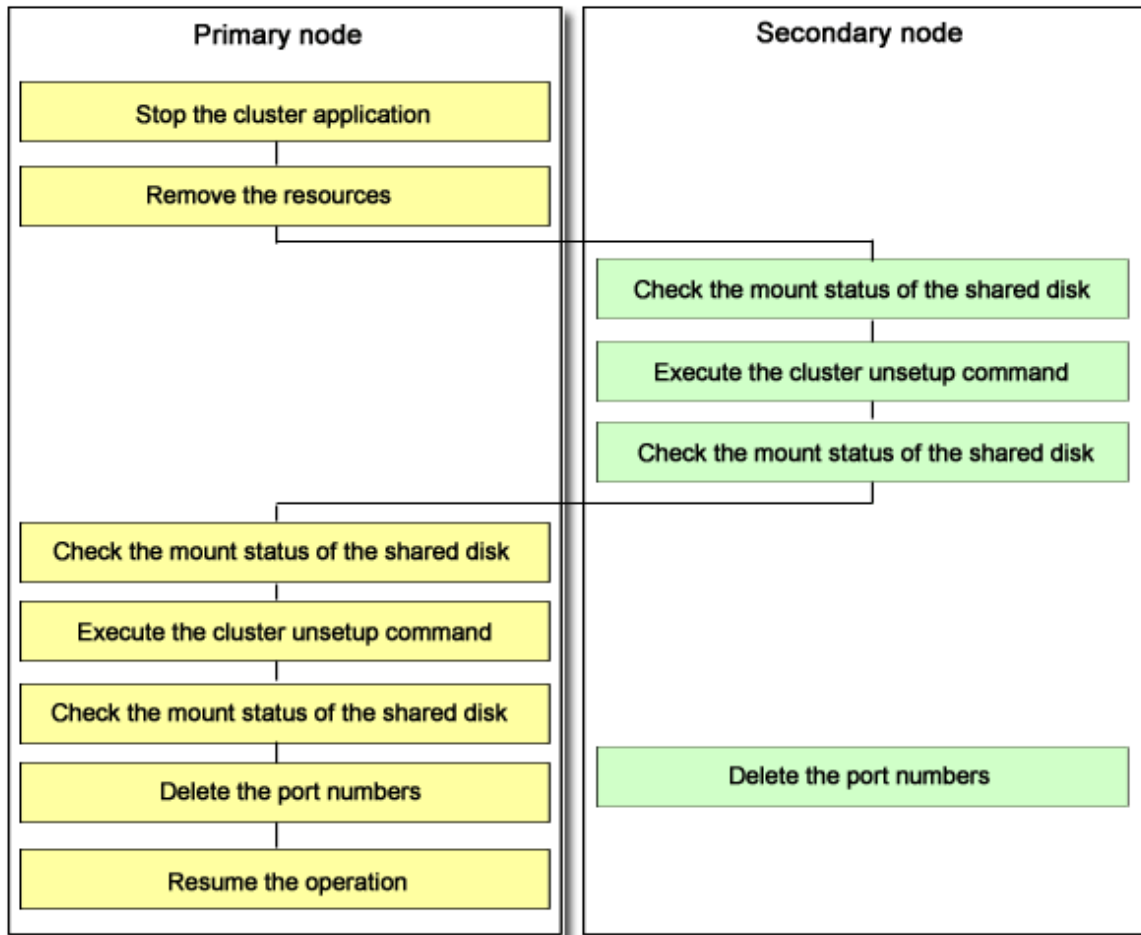 Primary node
Stop the cluster application
Remove the resources
Secondary node
Check the mount status of the shared disk
Execute the cluster unsetup command
Check the mount status of the shared disk
Check the mount status of the shared disk
Execute the cluster unsetup command
Check the mount status of the shared disk
Delete the port numbers
Resume the operation
Delete the port numbers